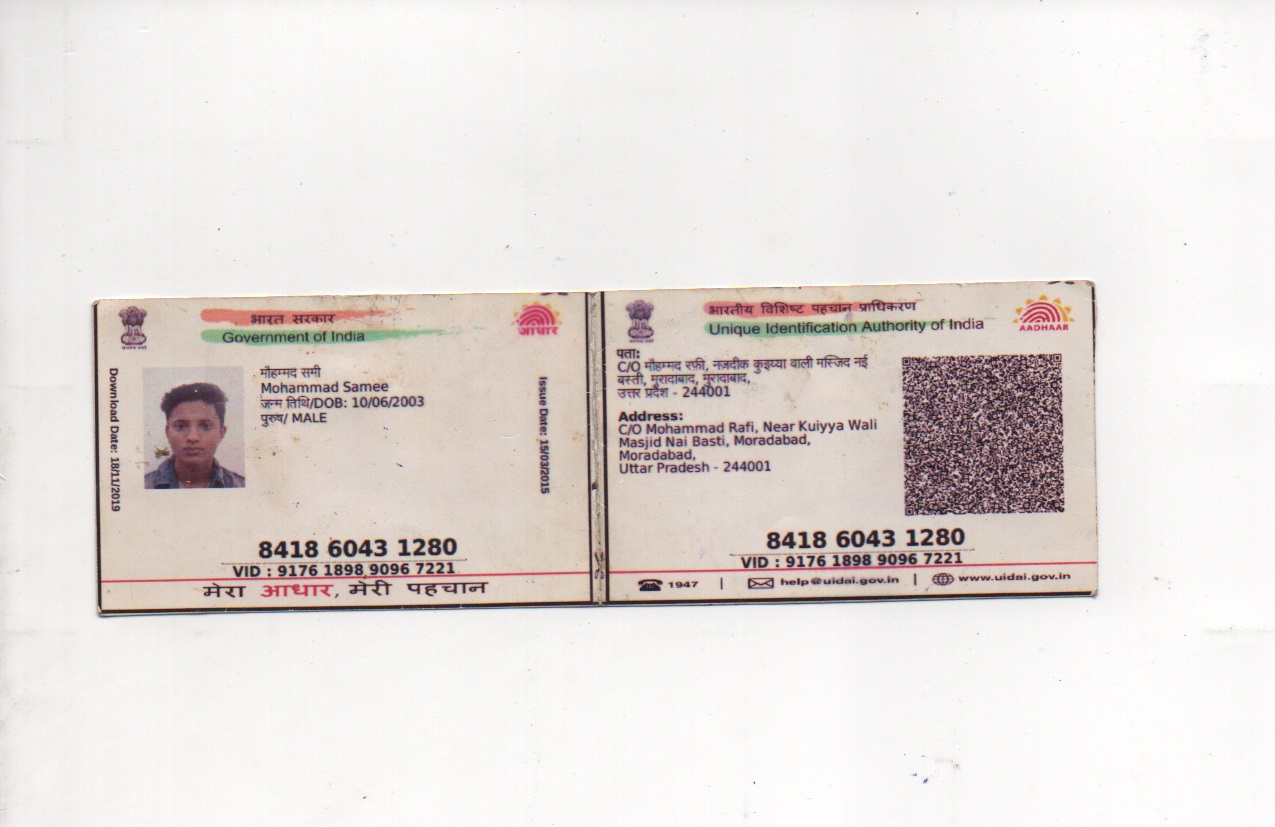 भारत सरकार
Government of India
आधार
Download Date: 18/11/2019
मौहम्मद समी
Mohammad Samee
जन्म तिथि/DOB: 10/06/2003
पुरुष/ MALE
Issue Date: 15/03/2015
8418 6043 1280
VID : 9176 1898 9096 7221
मेरा आधार, मेरी पहचान
भारतीय विशिष्ट पहचान प्राधिकरण
Unique Identification Authority of India
AADHAAR
पता:
C/O मौहम्मद रफी, नज़दीक कुइय्या वाली मस्जिद नई
बस्ती, मुरादाबाद, मुरादाबाद,
उत्तर प्रदेश - 244001
Address:
C/O Mohammad Rafi, Near Kuiyya Wali
Masjid Nai Basti, Moradabad,
Moradabad,
Uttar Pradesh - 244001
8418 6043 1280
VID : 9176 1898 9096 7221
1947 | help@uidai.gov.in | www.uidai.gov.in